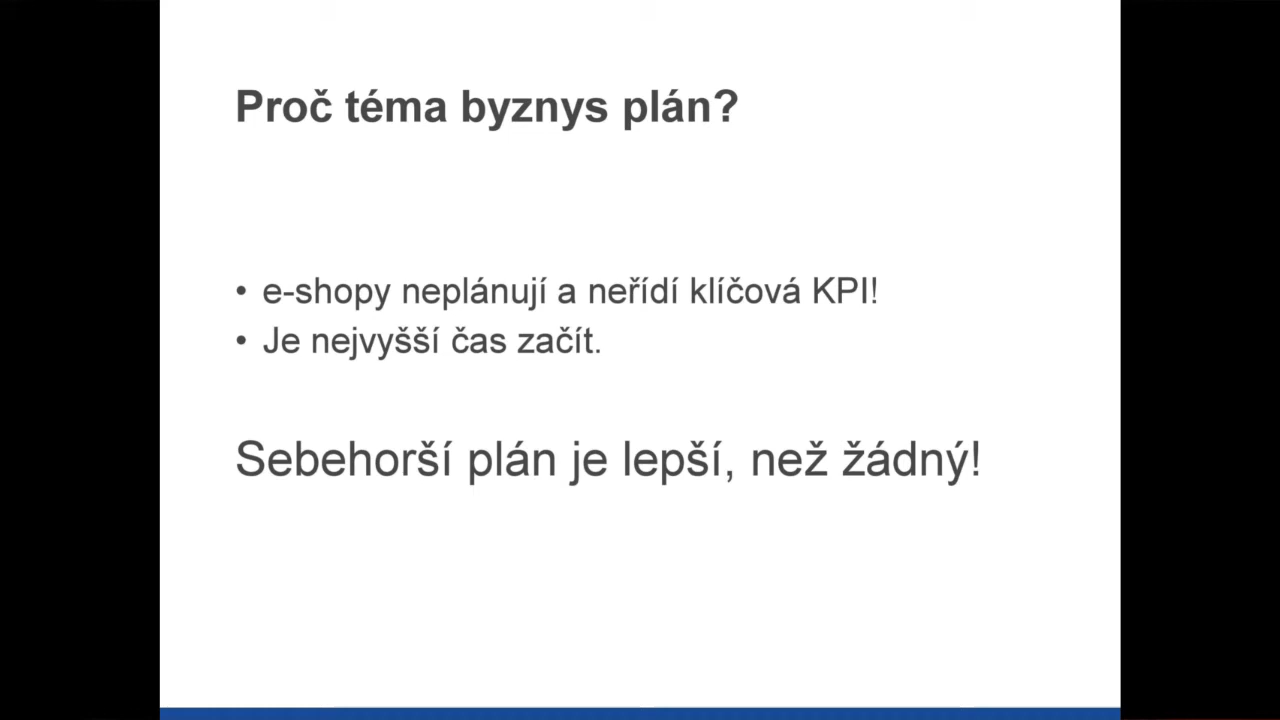 Proč téma byznys plán?
• e-shopy neplánují a neřídí klíčová KPI!
• Je nejvyšší čas začít.
Sebehorší plán je lepší, než žádný!